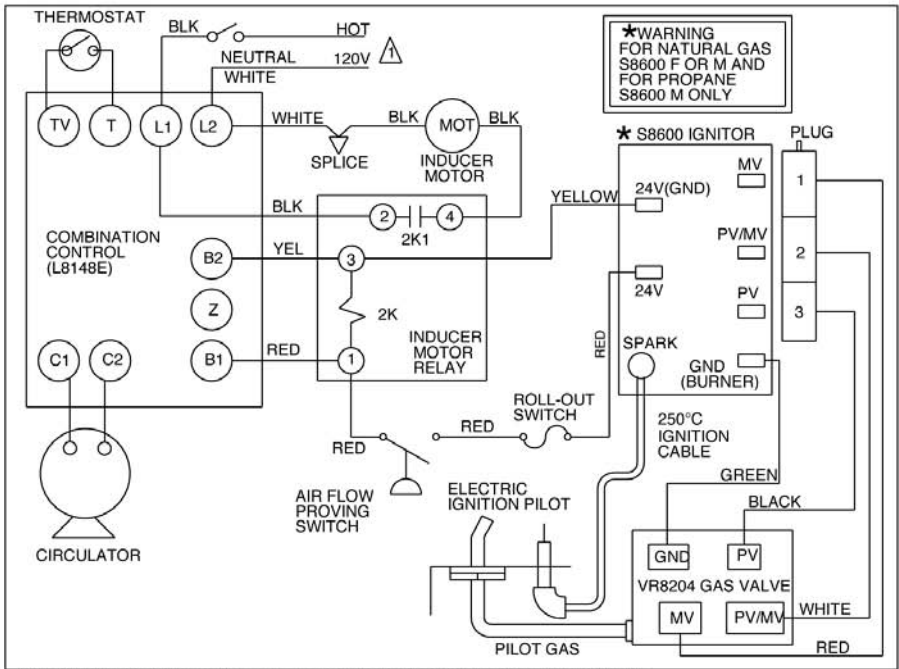 THERMOSTAT
BLK
HOT
NEUTRAL
120V
1
WHITE
*WARNING
FOR NATURAL GAS
S8600 F OR M AND
FOR PROPANE
S8600 M ONLY
TV
T
L1
L2
WHITE
SPLICE
BLK
MOT
BLK
INDUCER
MOTOR
* S8600 IGNITOR
PLUG
MV
1
24V(GND)
YELLOW
BLK
2
4
2K1
COMBINATION
CONTROL
(L8148E)
B2
YEL
3
PV/MV
2
24V
Z
2K
PV
3
INDUCER
MOTOR
RELAY
RED
SPARK
C1
C2
B1
RED
1
GND
(BURNER)
ROLL-OUT
SWITCH
RED
RED
250°C
IGNITION
CABLE
GREEN
AIR FLOW
PROVING
SWITCH
ELECTRIC
IGNITION PILOT
BLACK
CIRCULATOR
GND
PV
VR8204 GAS VALVE
MV
PV/MV
WHITE
PILOT GAS
RED